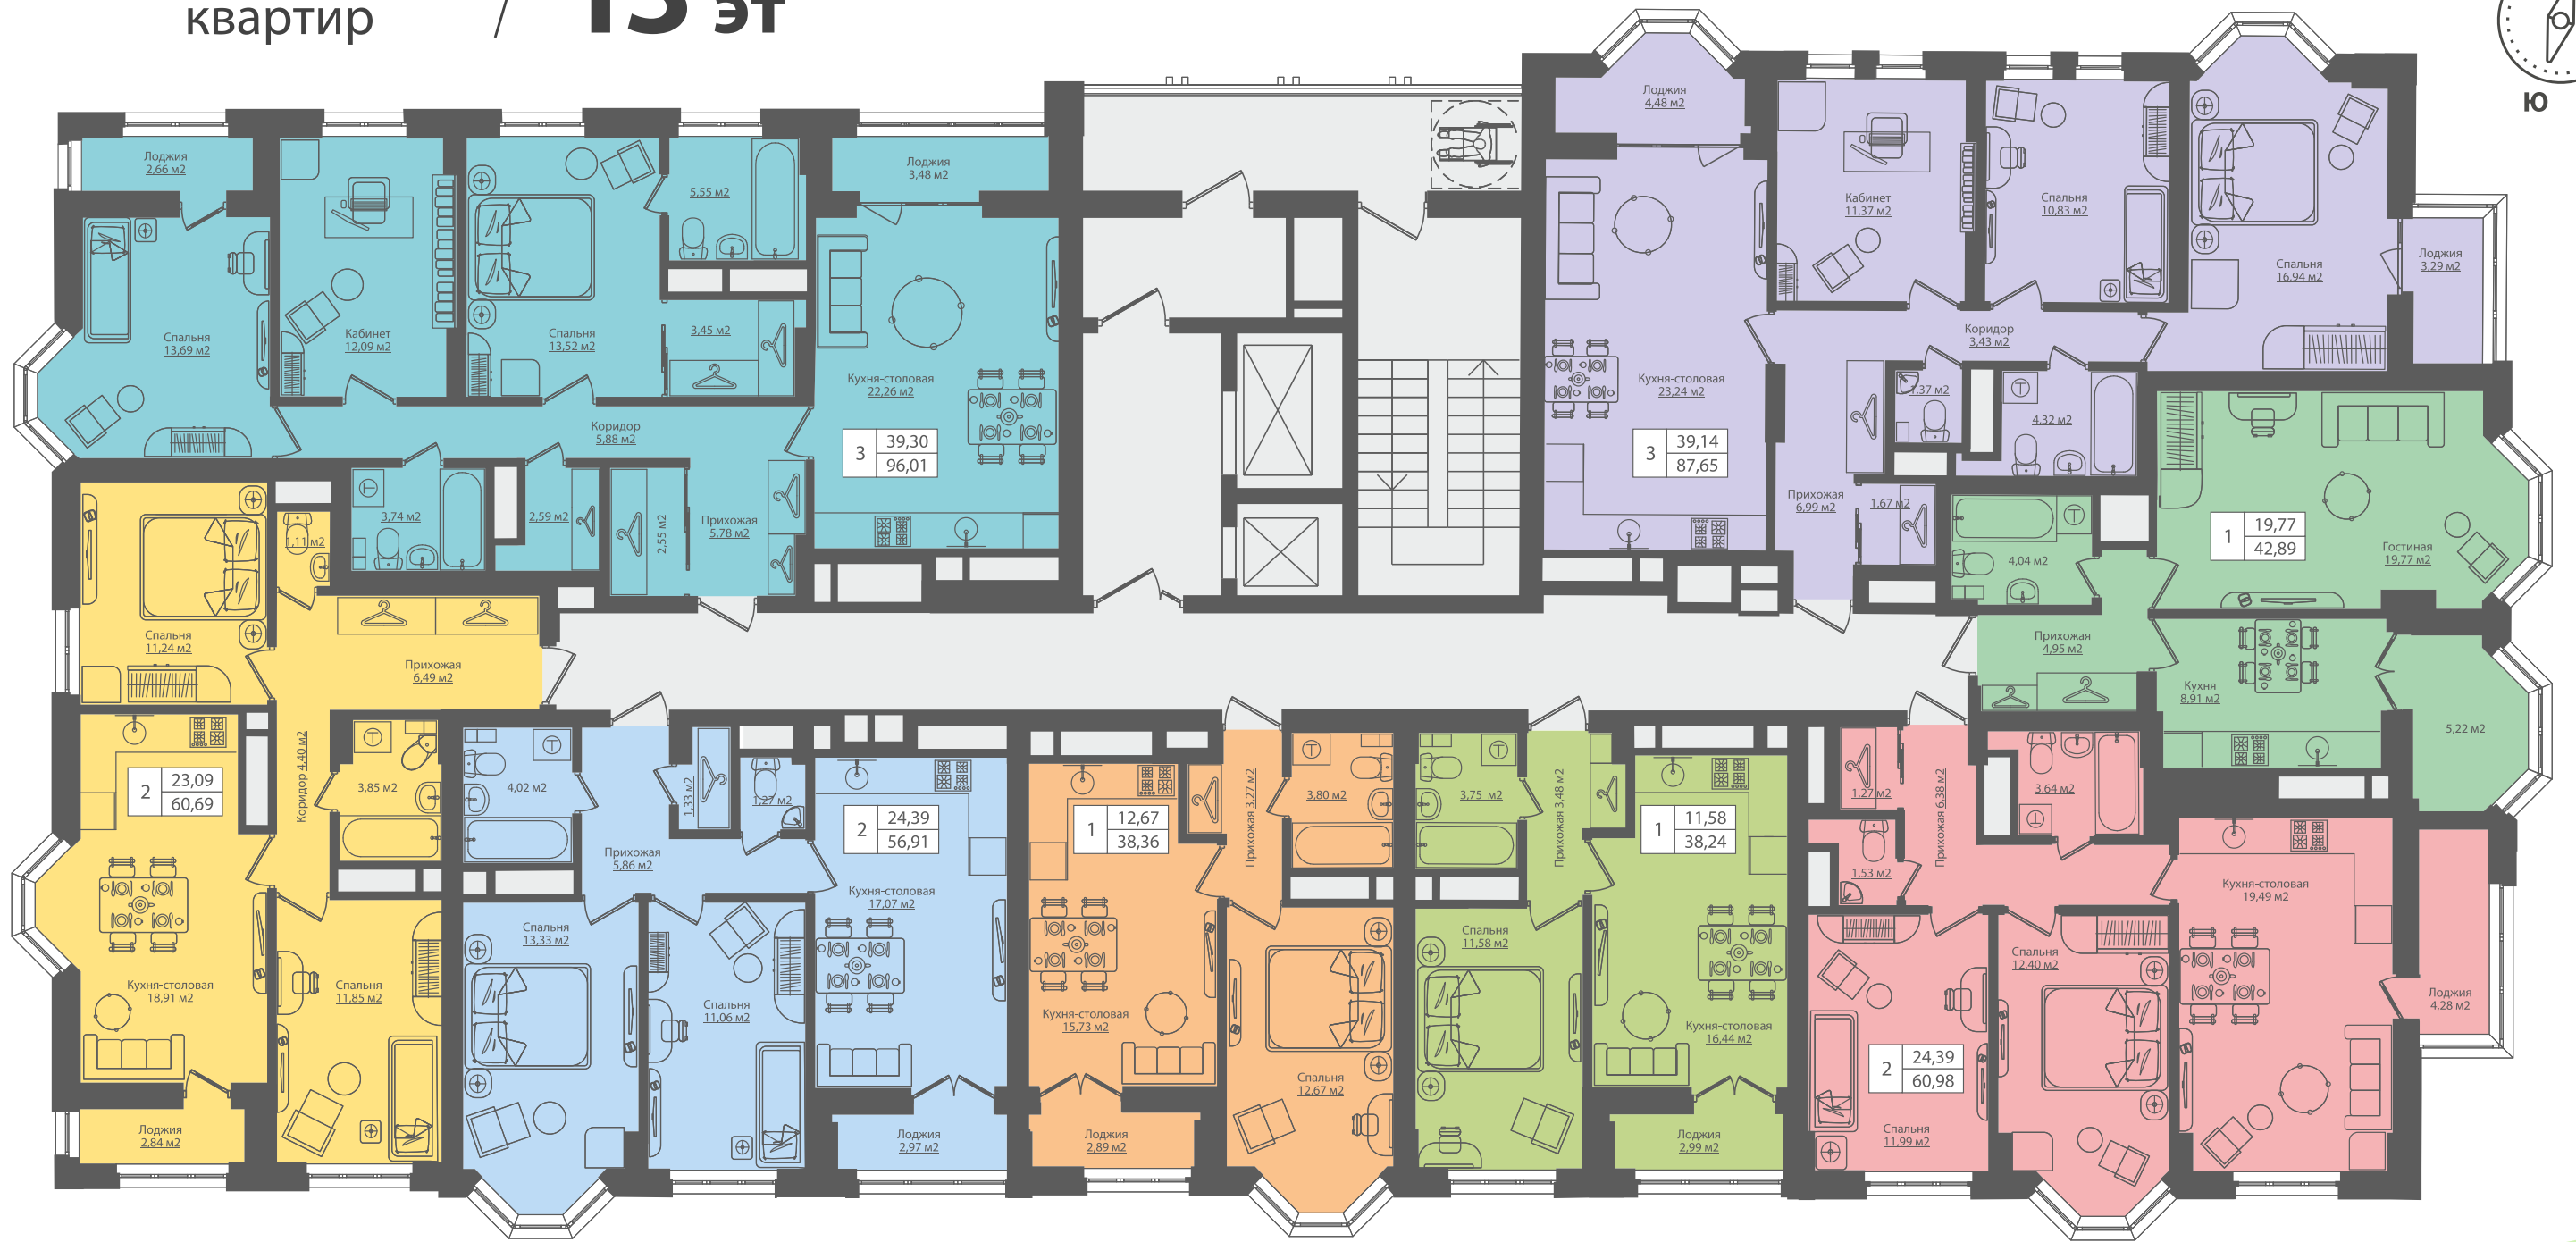 квартир
/ 13 эт
Ю
Лоджия
2,66 м2
Спальня
13,69 м2
Кабинет
12,09 м2
Спальня
13,52 м2
5,55 м2
3,45 м2
Лоджия
3,48 м2
Кухня-столовая
22,26 м2
3
39,30
96,01
Коридор
5,88 м2
3,74 м2
2,59 м2
2,55 м2
Прихожая
5,78 м2
Лоджия
4,48 м2
Кухня-столовая
23,24 м2
3
39,14
87,65
Кабинет
11,37 м2
Спальня
10,83 м2
Спальня
16,94 м2
Лоджия
3,29 м2
Коридор
3,43 м2
1,37 м2
4,32 м2
Прихожая
6,99 м2
1,67 м2
4,04 м2
1
19,77
42,89
Гостиная
19,77 м2
Прихожая
4,95 м2
Кухня
8,91 м2
5,22 м2
1,11 м2
Спальня
11,24 м2
Прихожая
6,49 м2
2
23,09
60,69
Коридор 4,40 м2
3,85 м2
Кухня-столовая
18,91 м2
Спальня
11,85 м2
Лоджия
2,84 м2
4,02 м2
1,33 м2
1,27 м2
Прихожая
5,86 м2
2
24,39
56,91
Кухня-столовая
17,07 м2
Спальня
13,33 м2
Спальня
11,06 м2
Лоджия
2,97 м2
1
12,67
38,36
Прихожая 3,27 м2
3,80 м2
Кухня-столовая
15,73 м2
Спальня
12,67 м2
Лоджия
2,89 м2
3,75 м2
Прихожая 3,48 м2
1
11,58
38,24
Спальня
11,58 м2
Кухня-столовая
16,44 м2
Лоджия
2,99 м2
1,27 м2
Прихожая 6,38 м2
3,64 м2
1,53 м2
Кухня-столовая
19,49 м2
Спальня
12,40 м2
2
24,39
60,98
Спальня
11,99 м2
Лоджия
4,28 м2